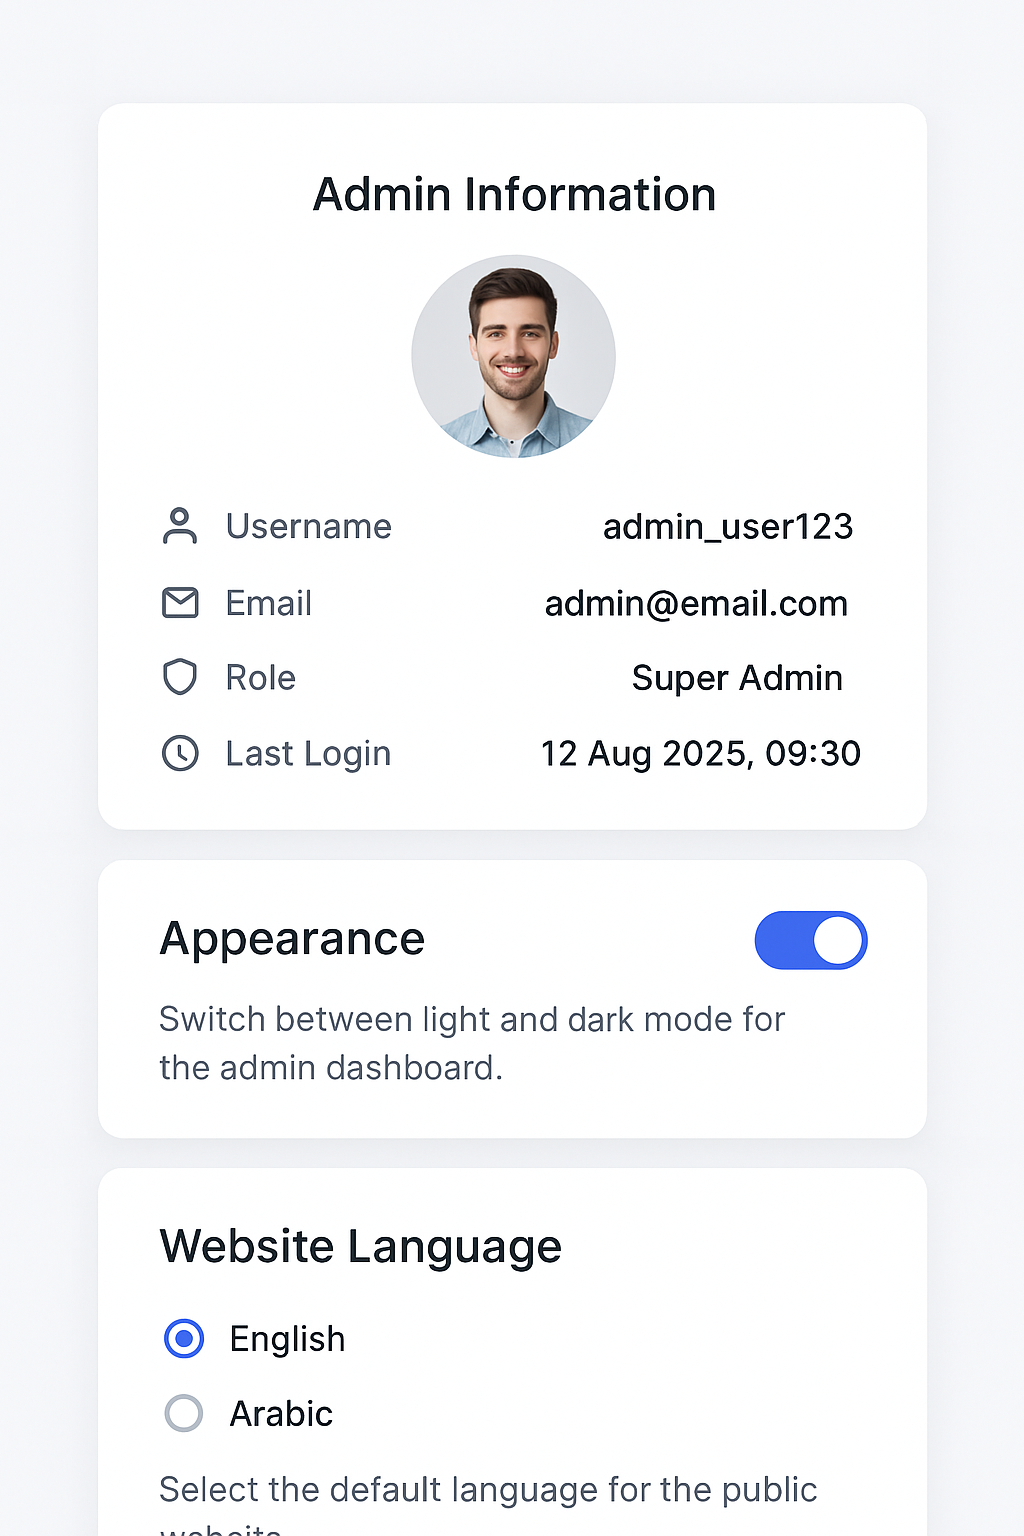 Admin Information
Username admin_user123
Email admin@email.com
Role Super Admin
Last Login 12 Aug 2025, 09:30
Appearance
Switch between light and dark mode for
the admin dashboard.
Website Language
English
Arabic
Select the default language for the public
website.